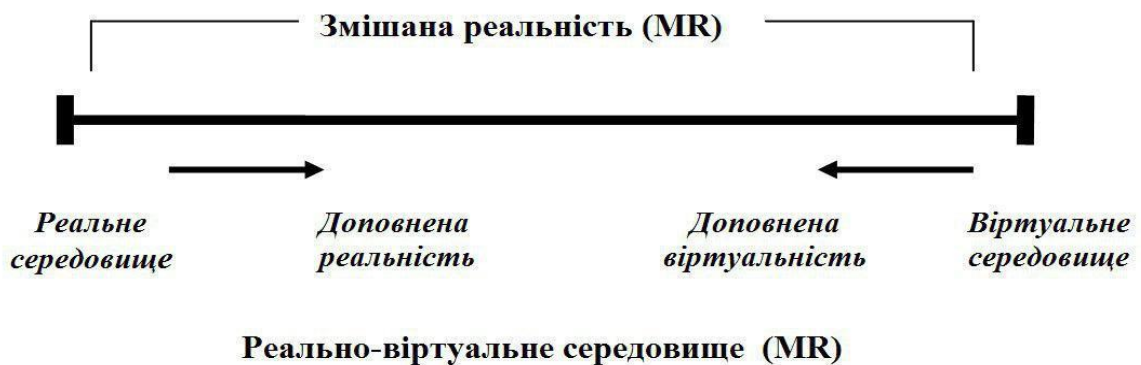 Змішана реальність (MR)
Реальне
середовище
Доповнена
реальність
Доповнена
віртуальність
Віртуальне
середовище
Реально-віртуальне середовище (MR)